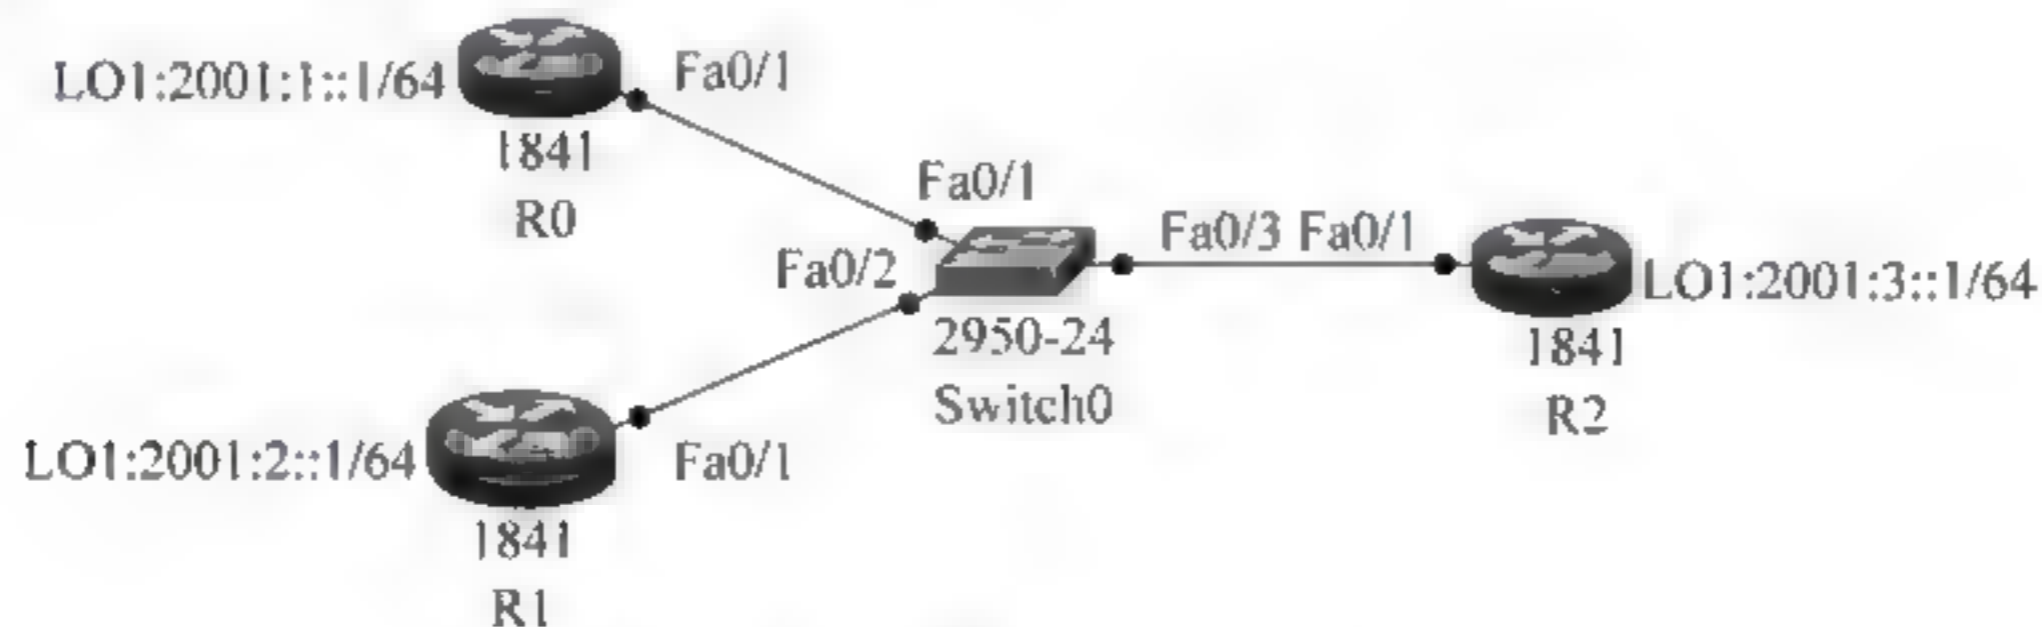 LO1:2001:1::1/64
Fa0/1
1841
R0
Fa0/1
Fa0/2
Fa0/3 Fa0/1
2950-24
Switch0
LO1:2001:3::1/64
1841
R2
LO1:2001:2::1/64
Fa0/1
1841
R1